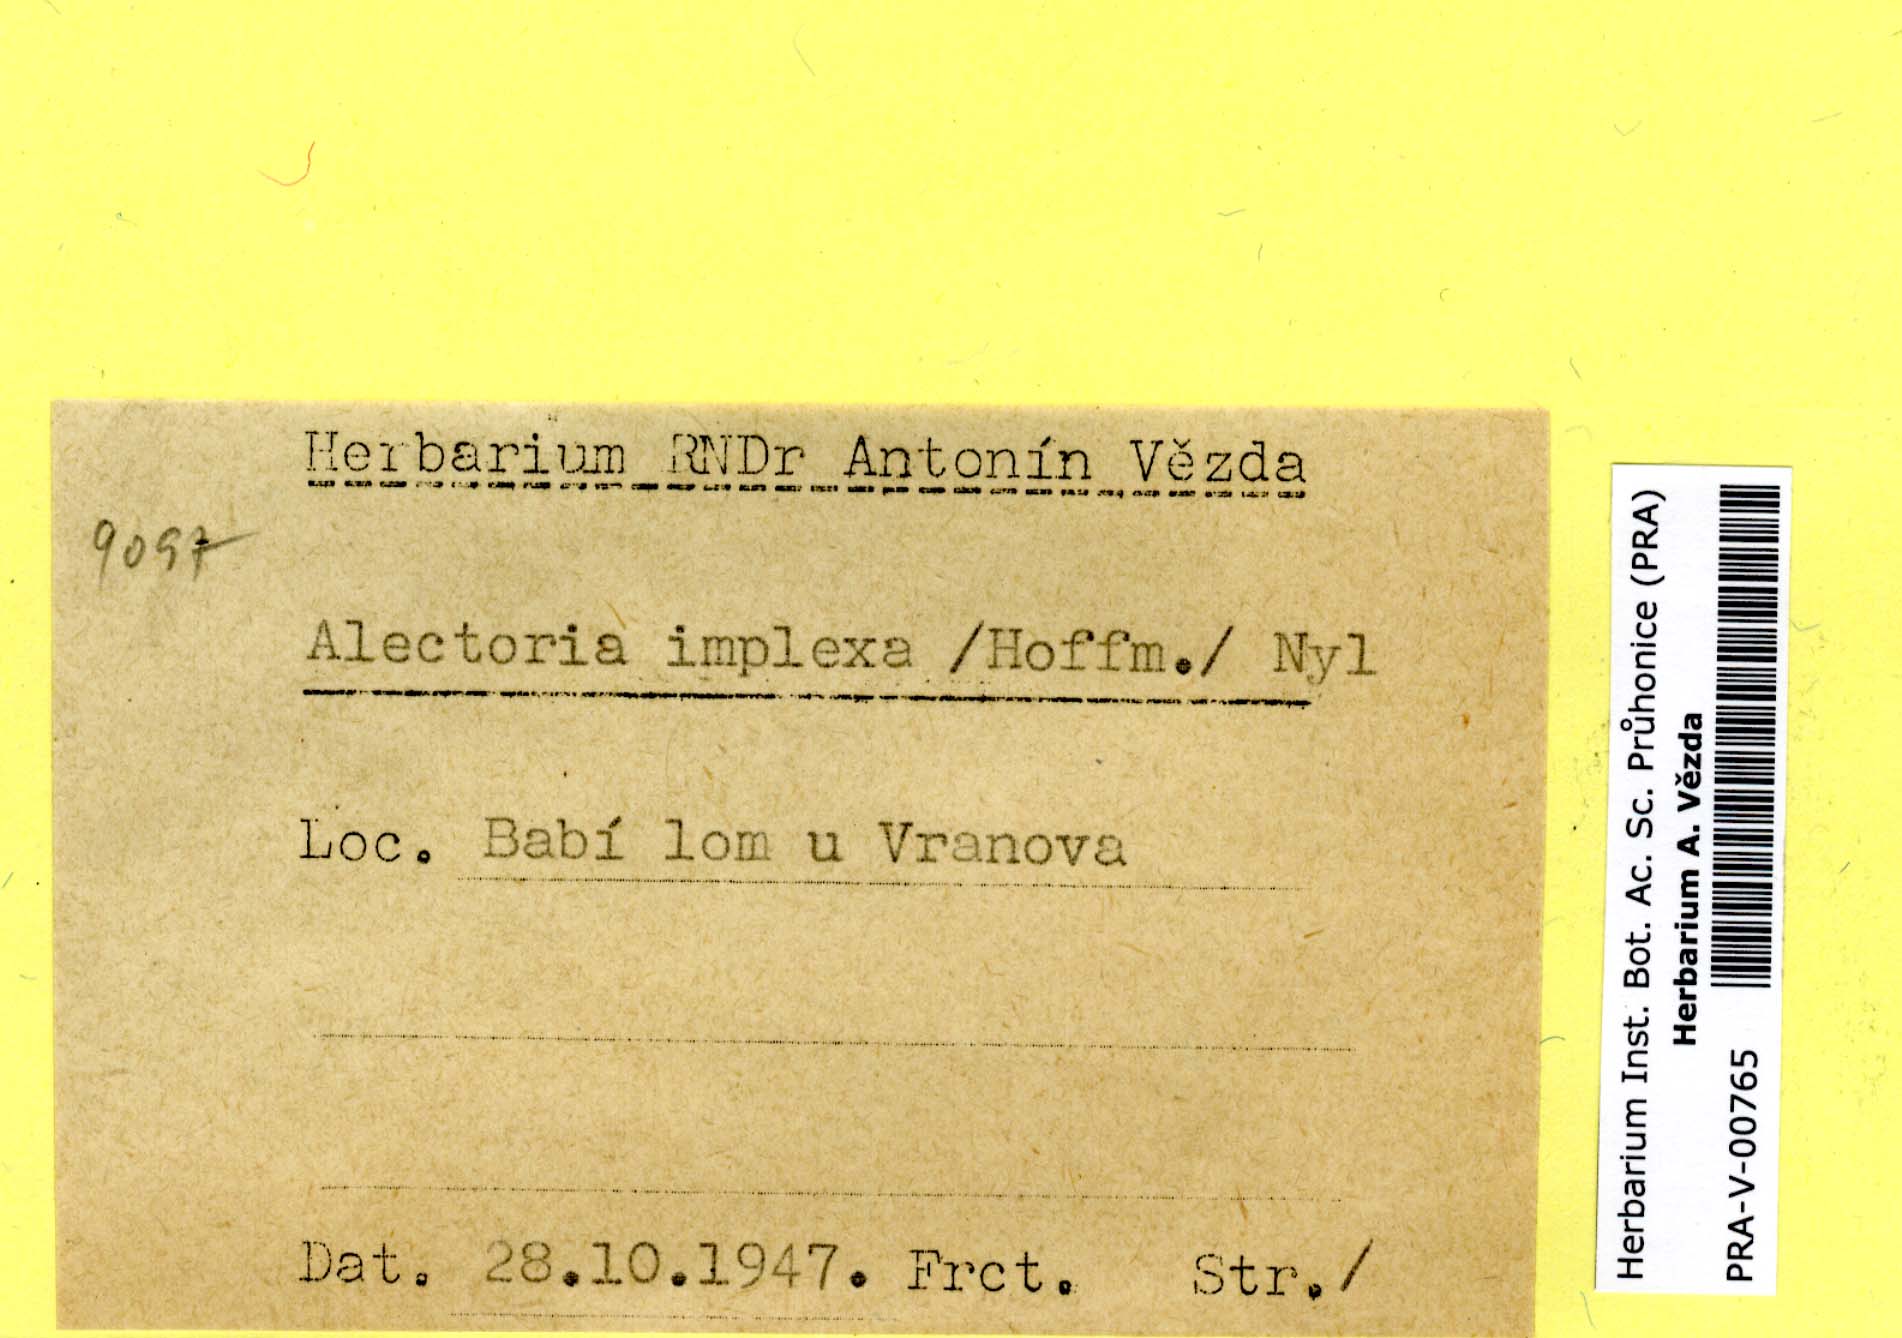 Herbarium RNDr Antonín Vězda
9097
Alectoria implexa /Hoffm./ Nyl
Loc. Babí lom u Vranova
Dat. 28.10.1947. Frct. Str./
Herbarium Inst. Bot. Ac. Sc. Průhonice (PRA)
Herbarium A. Vězda
PRA-V-00765